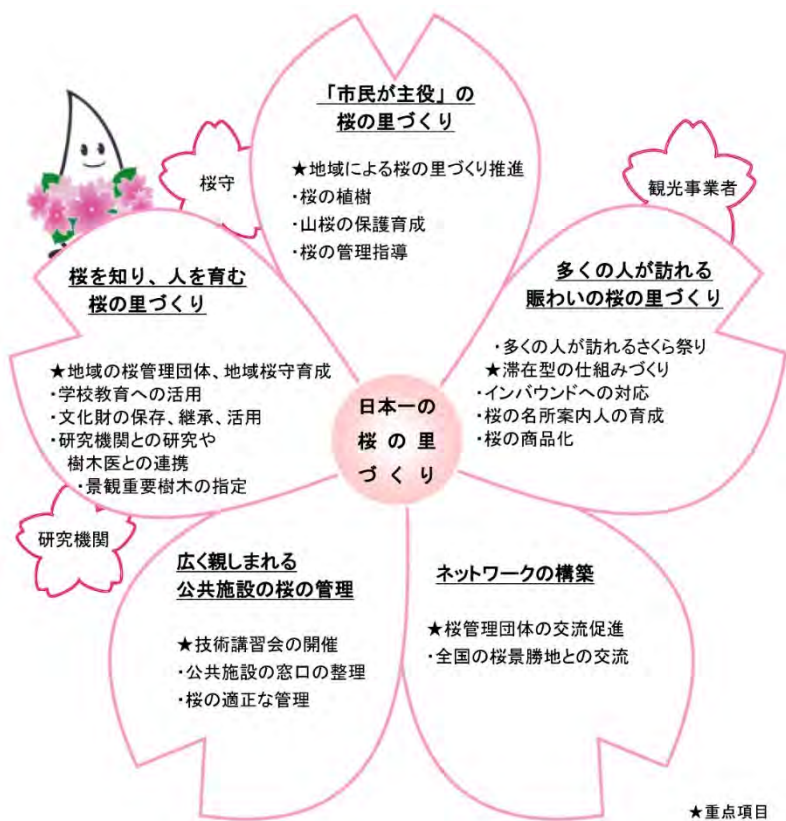 「市民が主役」の
桜の里づくり
★地域による桜の里づくり推進
・桜の植樹
・山桜の保護育成
・桜の管理指導
桜守
観光事業者
桜を知り、人を育む
桜の里づくり
★地域の桜管理団体、地域桜守育成
・学校教育への活用
・文化財の保存、継承、活用
・研究機関との研究や
樹木医との連携
・景観重要樹木の指定
多くの人が訪れる
賑わいの桜の里づくり
・多くの人が訪れるさくら祭り
★滞在型の仕組みづくり
・インバウンドへの対応
・桜の名所案内人の育成
・桜の商品化
日本一の
桜の里
づくり
研究機関
広く親しまれる
公共施設の桜の管理
★技術講習会の開催
・公共施設の窓口の整理
・桜の適正な管理
ネットワークの構築
★桜管理団体の交流促進
・全国の桜景勝地との交流
★重点項目